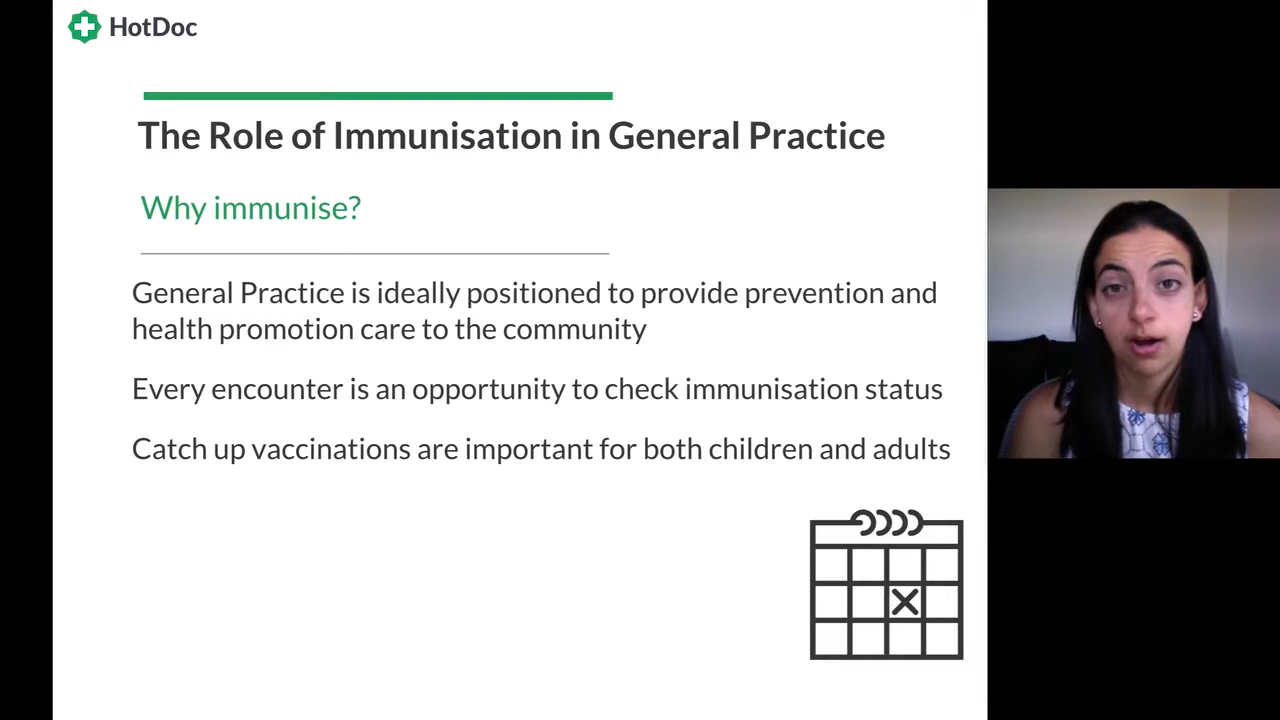 HotDoc
The Role of Immunisation in General Practice
Why immunise?
General Practice is ideally positioned to provide prevention and
health promotion care to the community
Every encounter is an opportunity to check immunisation status
Catch up vaccinations are important for both children and adults